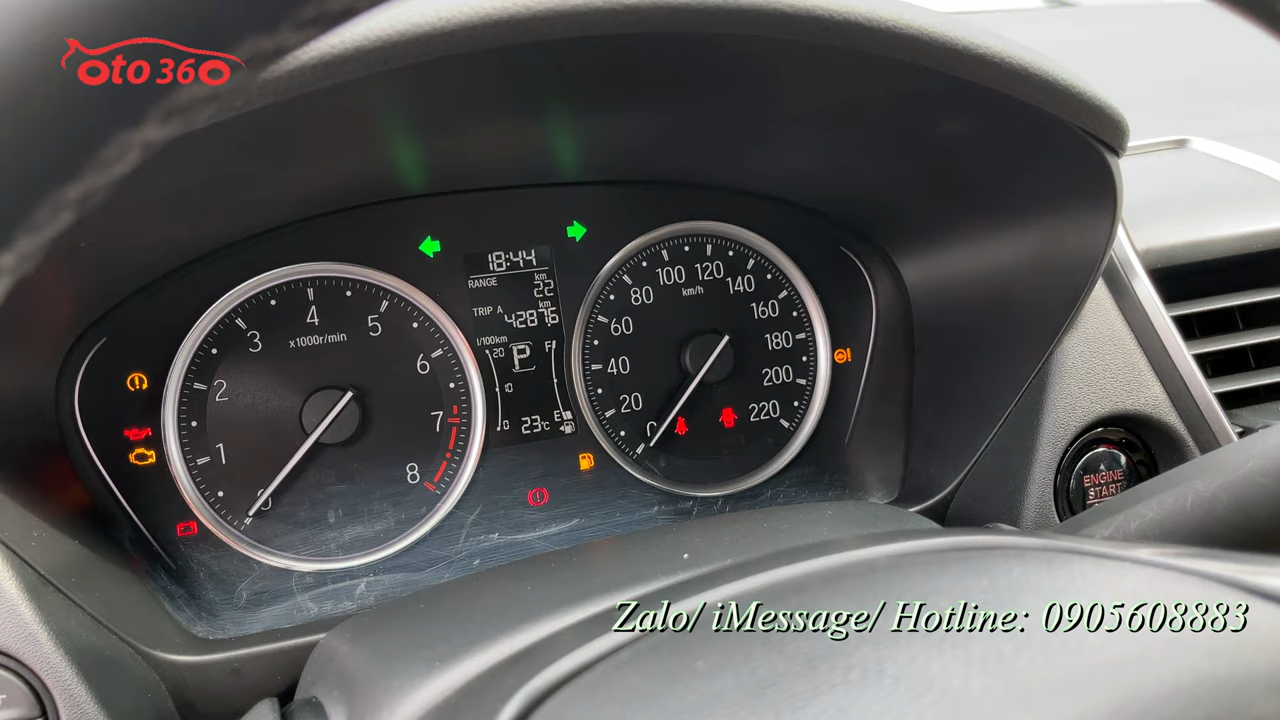 OTO 360
18:44
RANGE
km
22
TRIP A
km
42876
l/100km
20
10
0
P
F
E
23°C
x1000r/min
0
1
2
3
4
5
6
7
8
km/h
0
20
40
60
80
100
120
140
160
180
200
220
ENGINE
START
Zalo/ iMessage/ Hotline: 0905608883